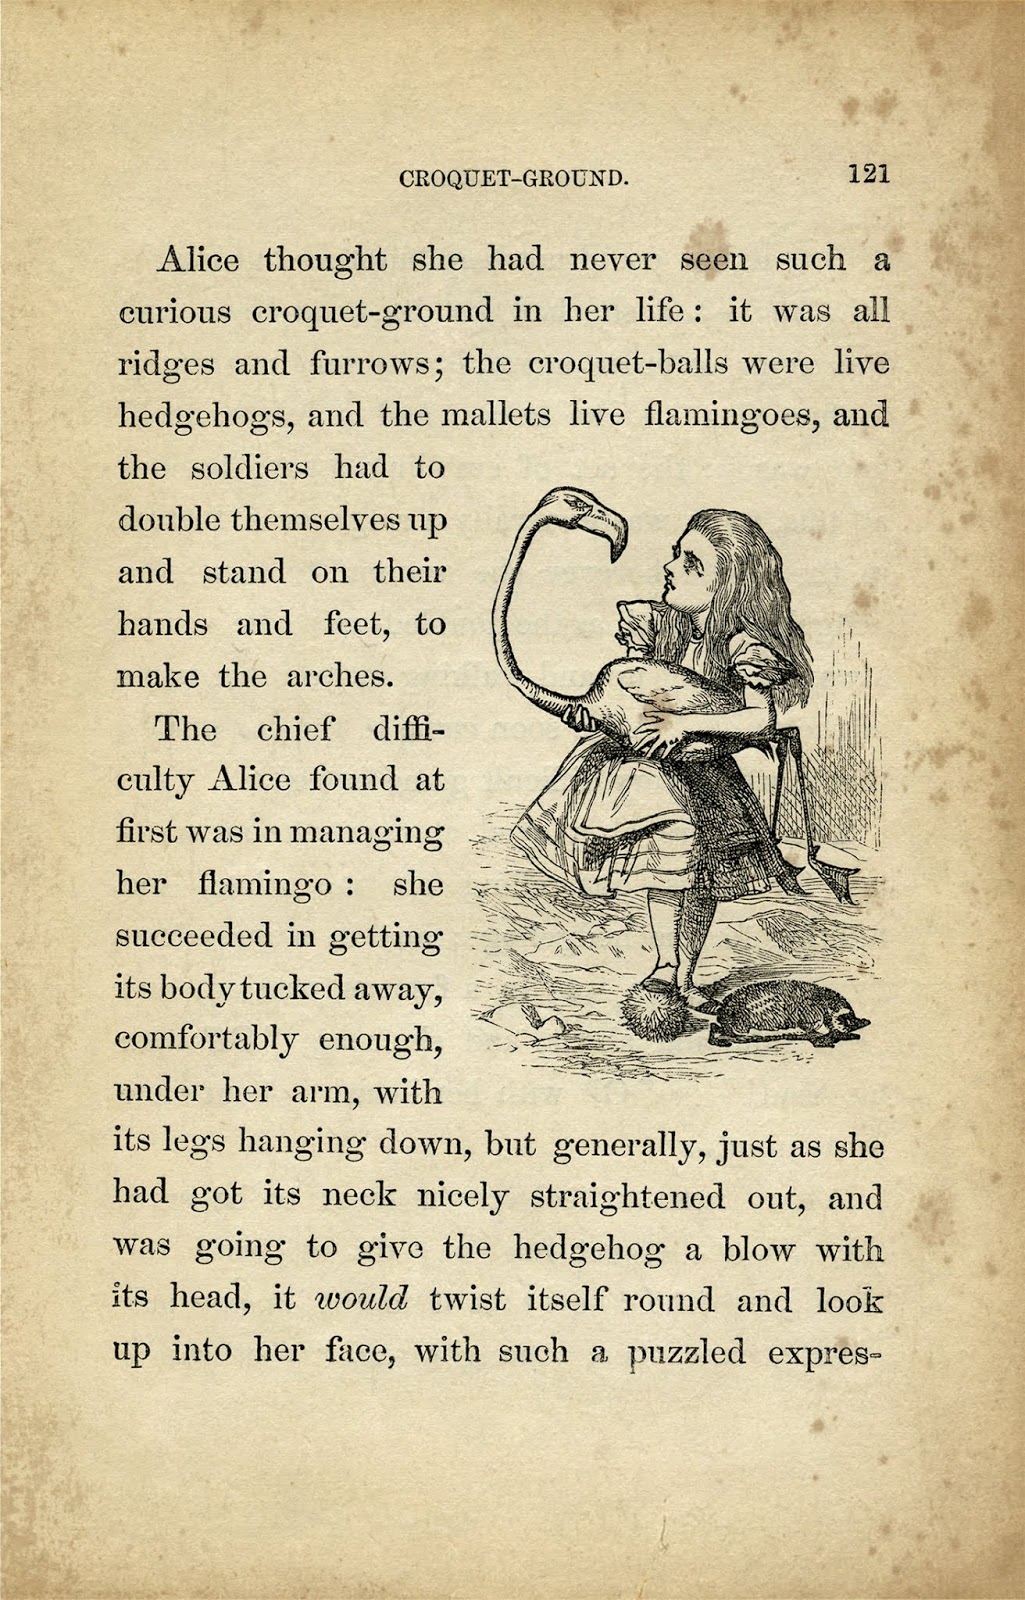 CROQUET-GROUND. 121
Alice thought she had never seen such a
curious croquet-ground in her life : it was all
ridges and furrows; the croquet-balls were live
hedgehogs, and the mallets live flamingoes, and
the soldiers had to
double themselves up
and stand on their
hands and feet, to
make the arches.
The chief diffi-
culty Alice found at
first was in managing
her flamingo : she
succeeded in getting
its body tucked away,
comfortably enough,
under her arm, with
its legs hanging down, but generally, just as she
had got its neck nicely straightened out, and
was going to give the hedgehog a blow with
its head, it would twist itself round and look
up into her face, with such a puzzled expres-